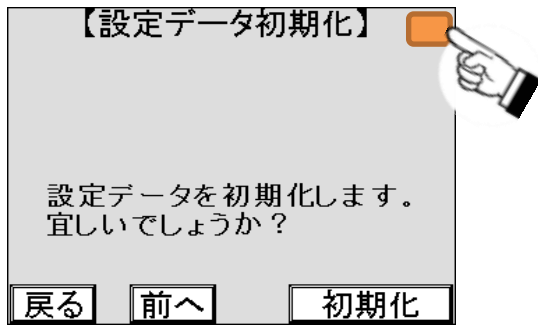 【設定データ初期化】
設定データを初期化します。
宜しいでしょうか？
戻る 前へ 初期化